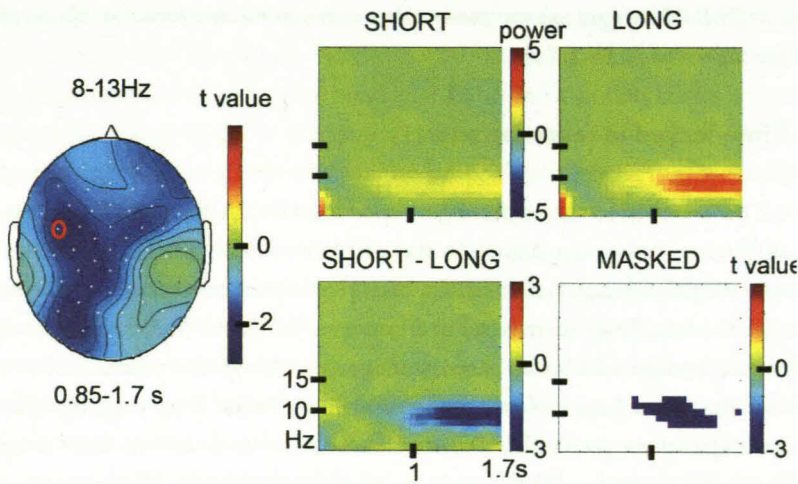 SHORT
power
LONG
5
0
-5
8-13Hz
t value
0
-2
0.85-1.7 s
SHORT - LONG
MASKED
t value
3
0
-3
3
0
-3
15
10
Hz
1
1.7s